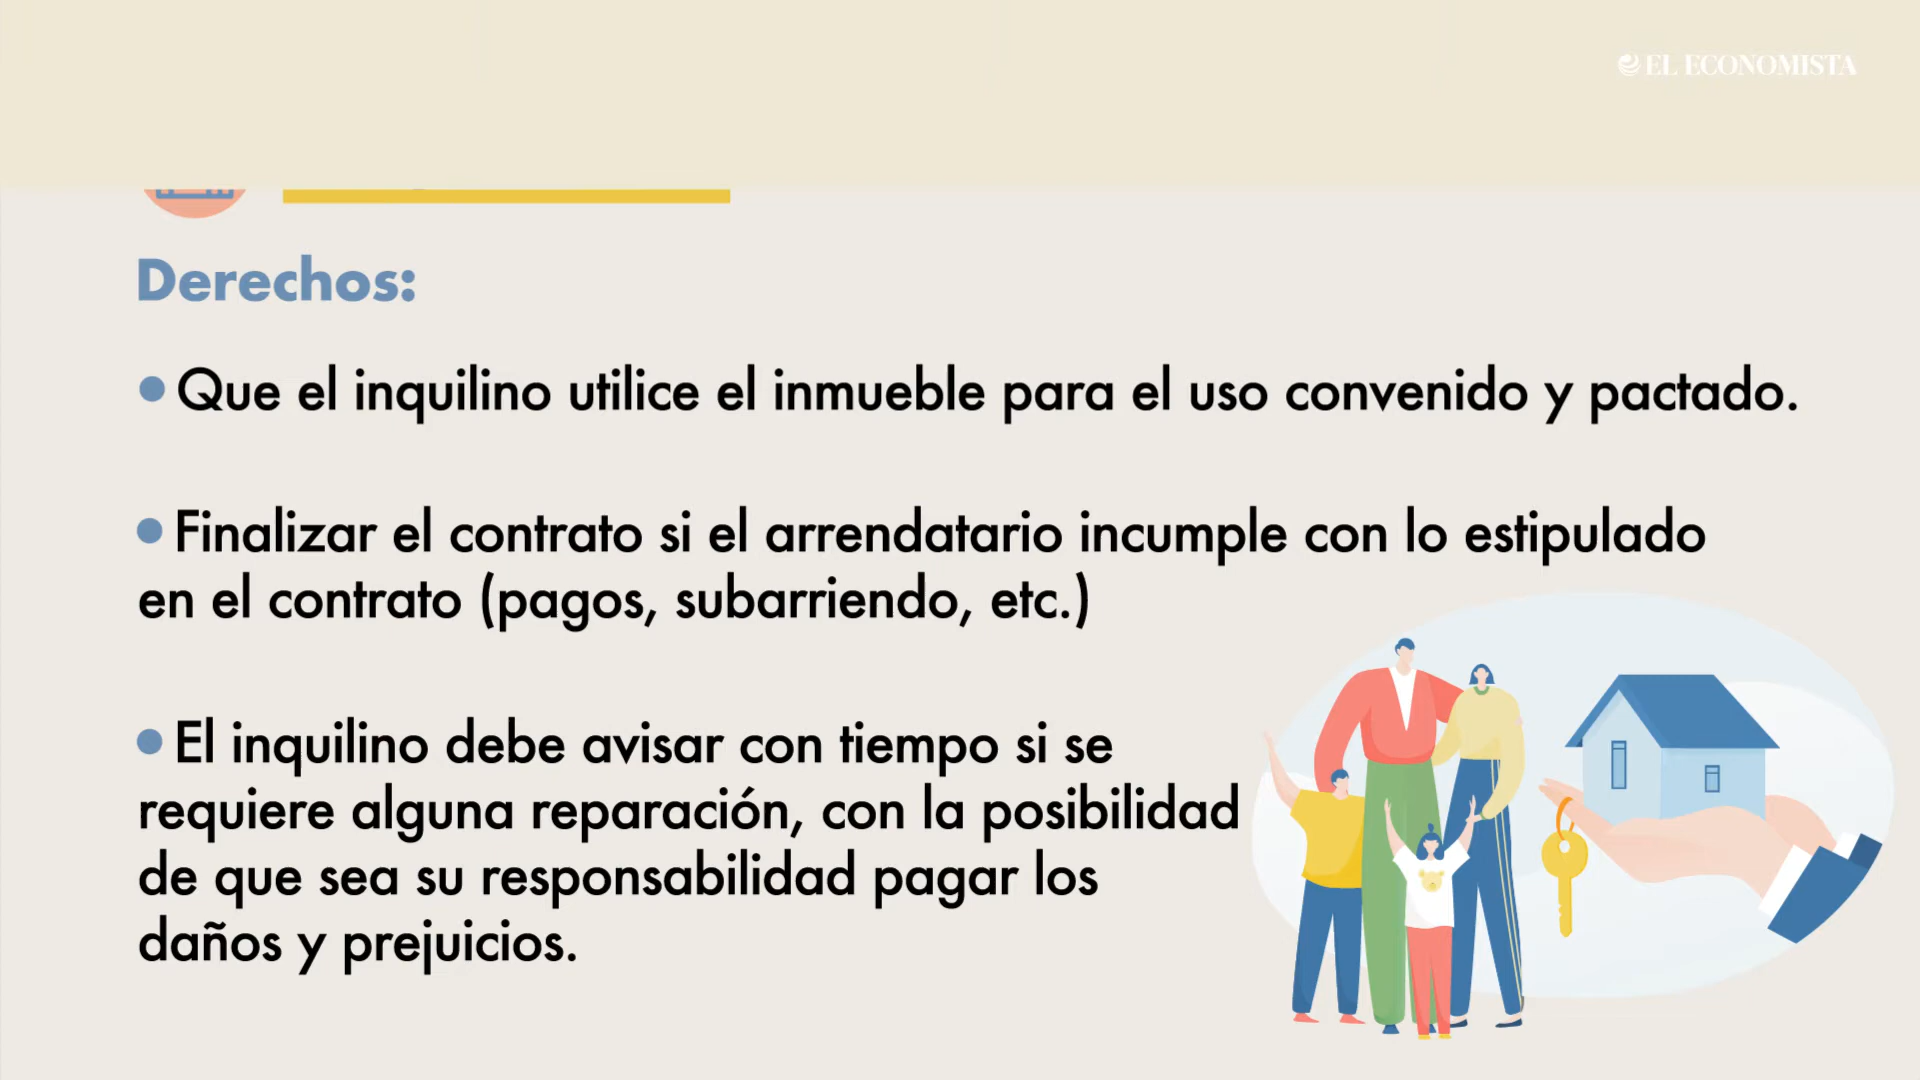 EL ECONOMISTA
Derechos:
• Que el inquilino utilice el inmueble para el uso convenido y pactado.
• Finalizar el contrato si el arrendatario incumple con lo estipulado
en el contrato (pagos, subarriendo, etc.)
• El inquilino debe avisar con tiempo si se
requiere alguna reparación, con la posibilidad
de que sea su responsabilidad pagar los
daños y prejuicios.